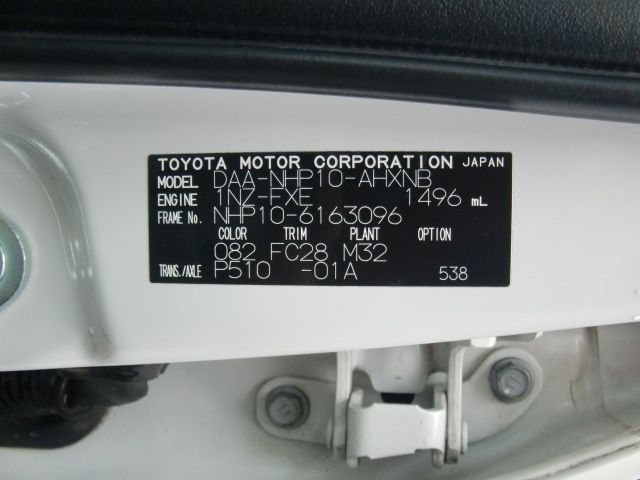 TOYOTA MOTOR CORPORATION JAPAN
MODEL DAA-NHP10-AHXNB
ENGINE 1NZ-FXE 1496 mL
FRAME No. NHP10-6163096
COLOR TRIM PLANT OPTION
082 FC28 M32
TRANS./AXLE P510 -01A 538